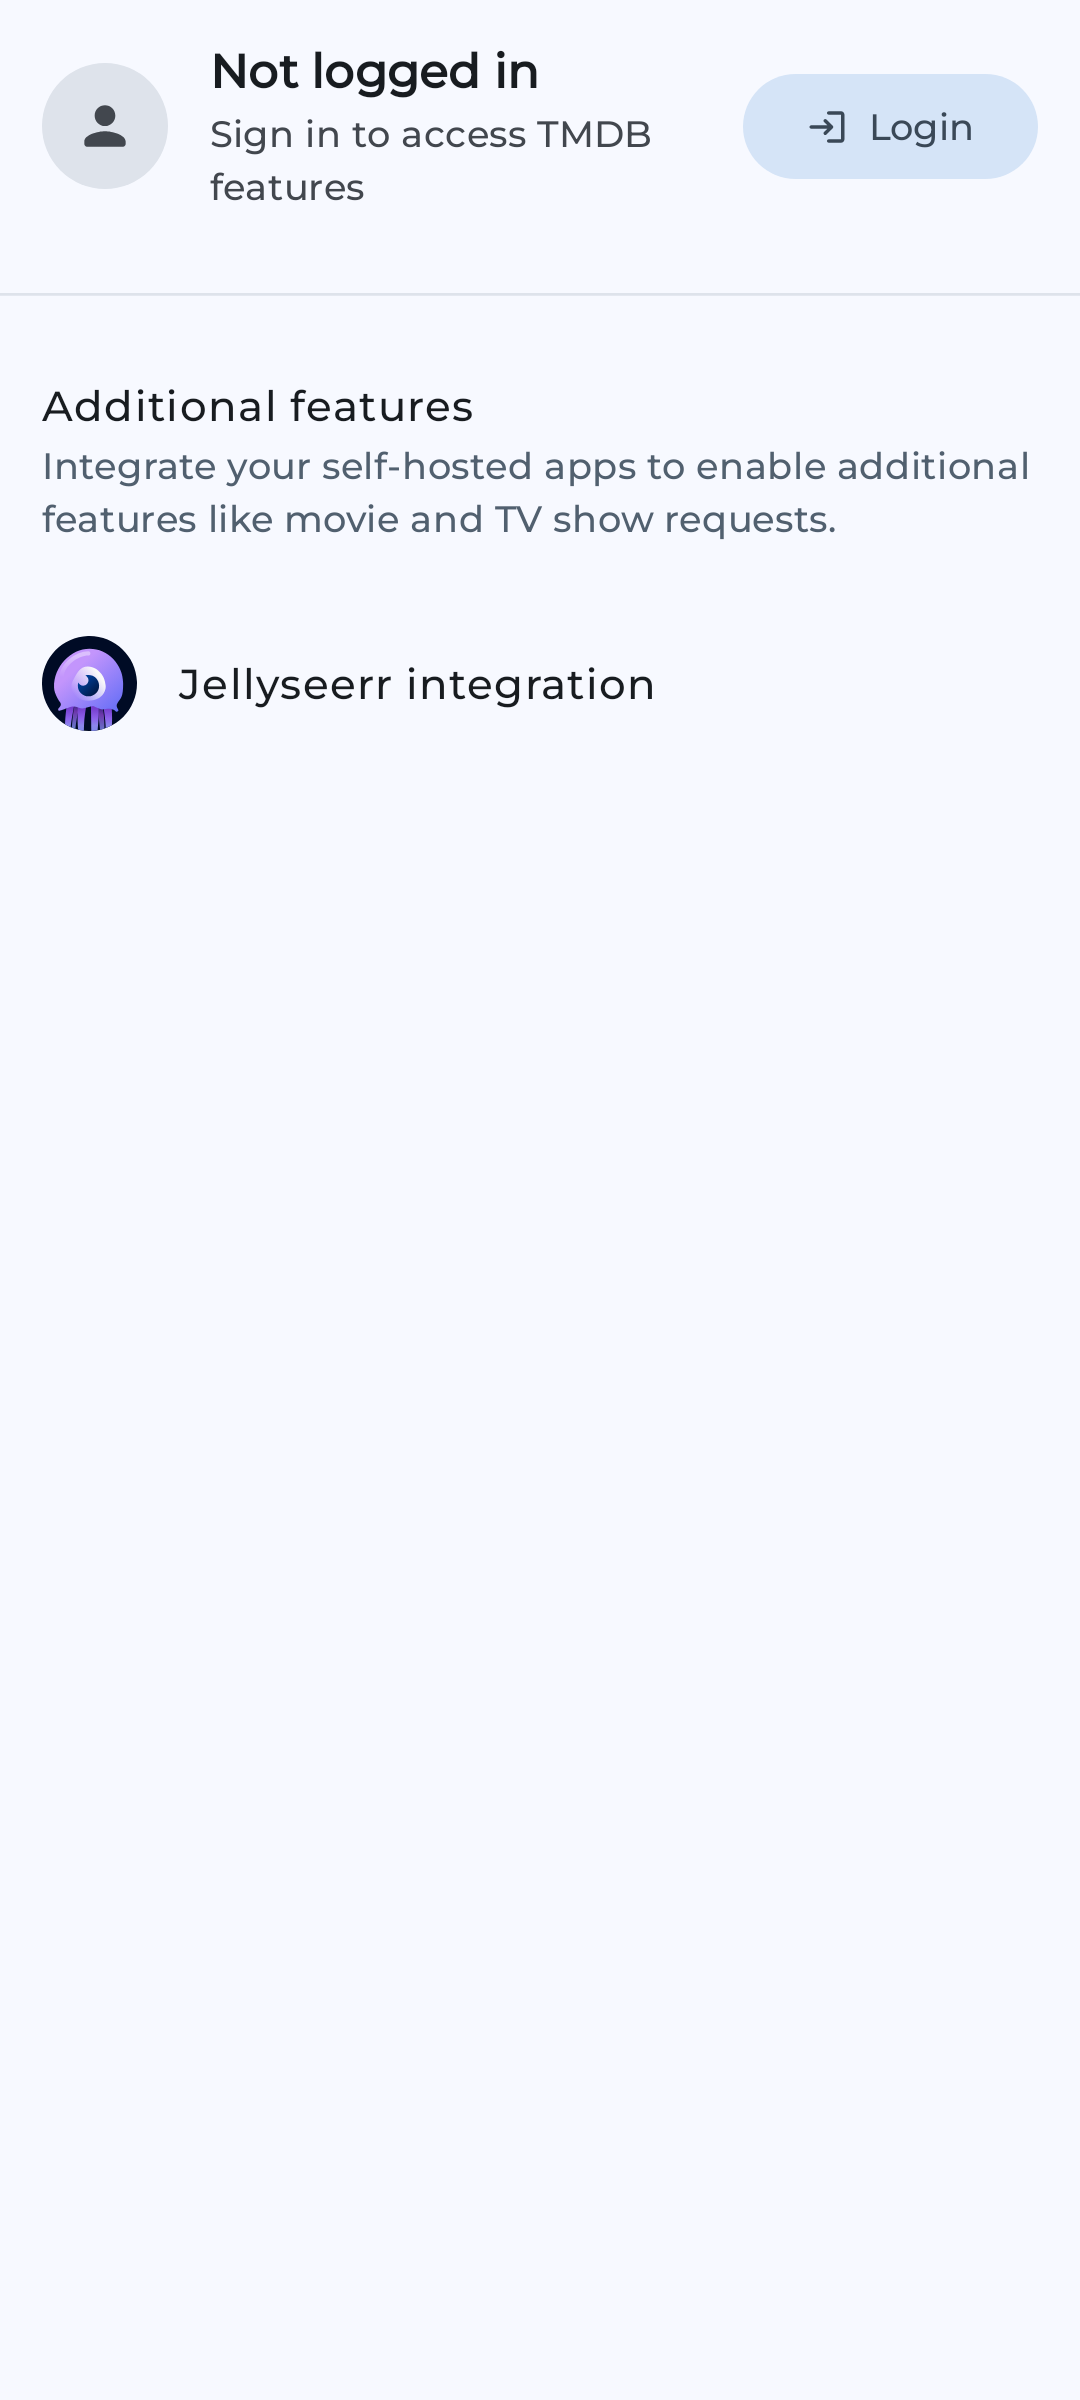 Not logged in
Sign in to access TMDB
features
Login
Additional features
Integrate your self-hosted apps to enable additional
features like movie and TV show requests.
Jellyseerr integration